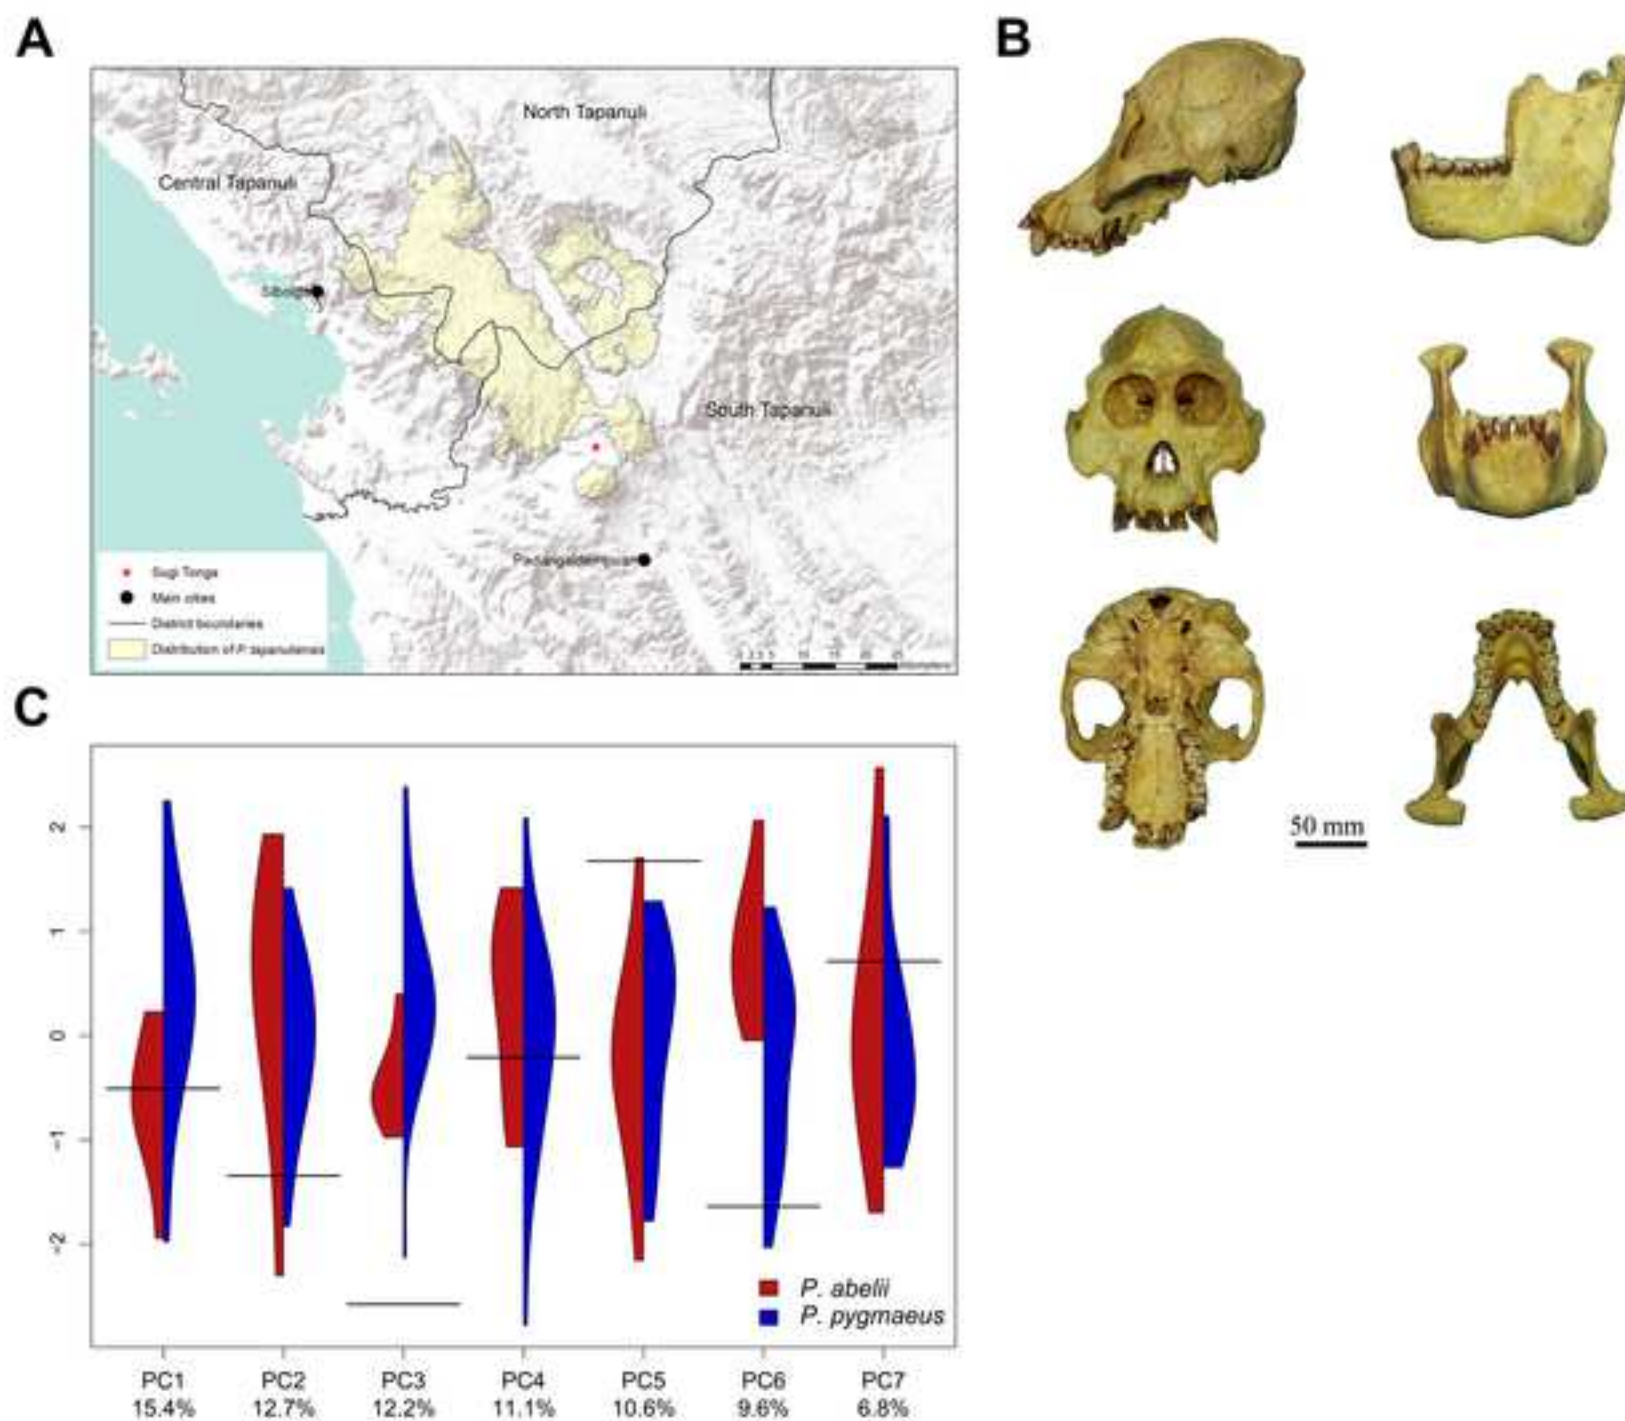 A
North Tapanuli
Central Tapanuli
Sibolga
South Tapanuli
Sugi Tonga
Main cities
District boundaries
Distribution of P. tapanuliensis
B
50 mm
C
2
1
0
-1
-2
P. abelii
P. pygmaeus
PC1 PC2 PC3 PC4 PC5 PC6 PC7
15.4% 12.7% 12.2% 11.1% 10.6% 9.6% 6.8%